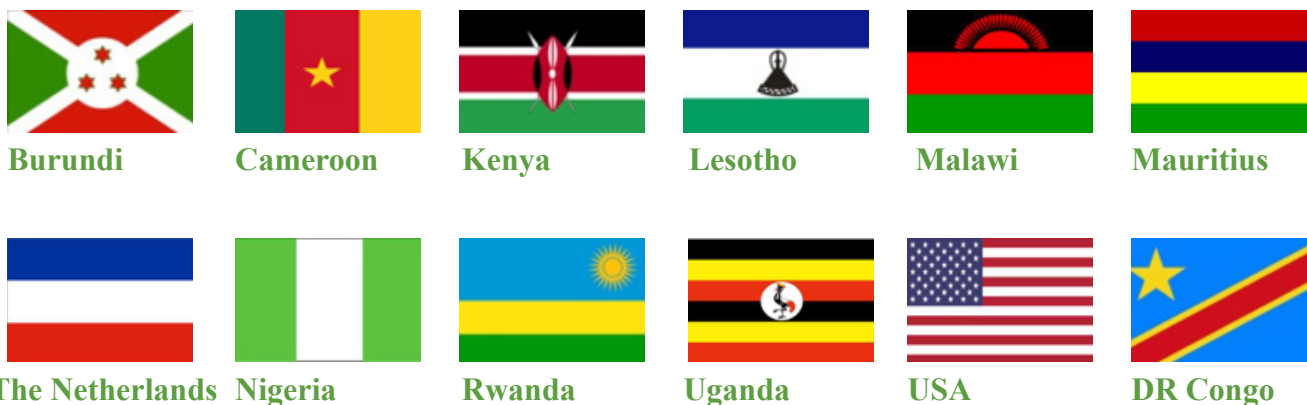 Burundi Cameroon Kenya Lesotho Malawi Mauritius
The Netherlands Nigeria Rwanda Uganda USA DR Congo